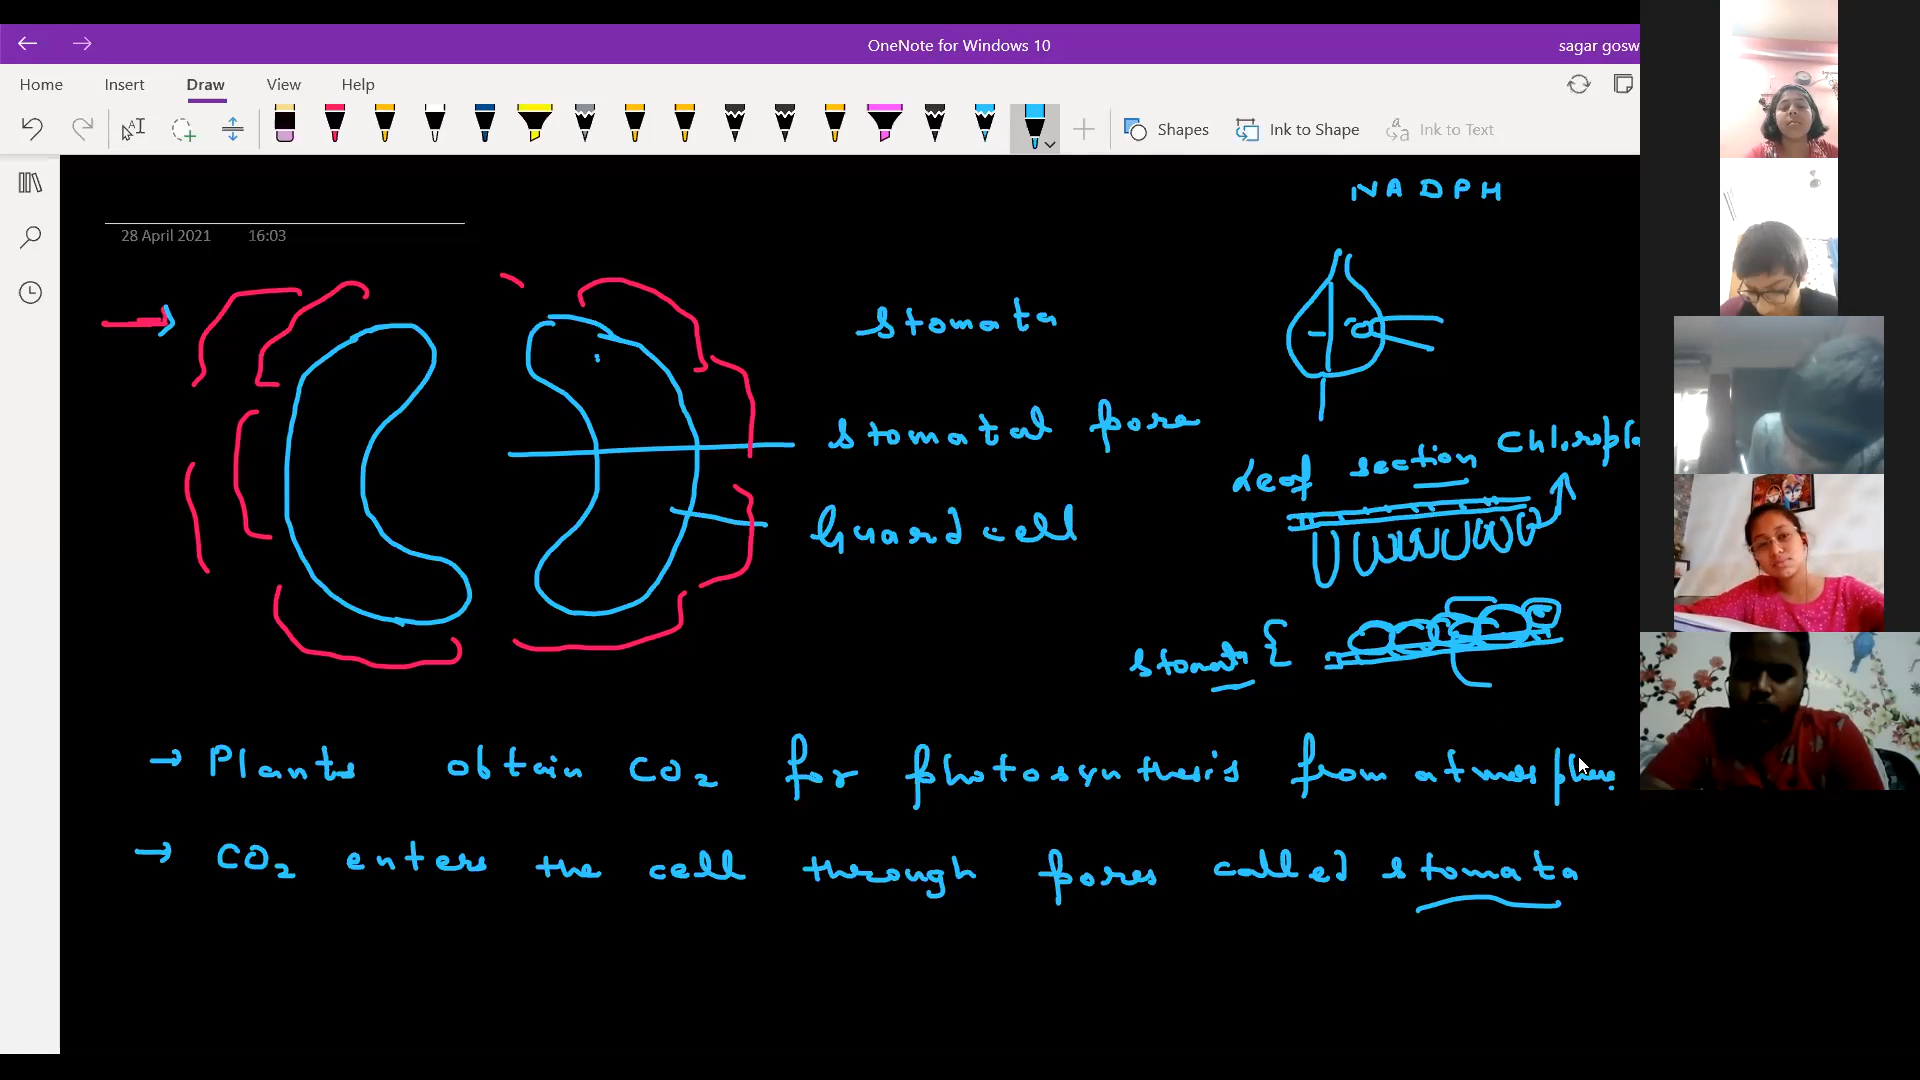 OneNote for Windows 10
sagar gosw
Home Insert Draw View Help
Shapes Ink to Shape Ink to Text
28 April 2021 16:03
NADPH
stomata
stomatal pore
Guard cell
Leaf section
Chloropla
stomata {
→ Plants obtain CO₂ for photosynthesis from atmosphere
→ CO₂ enters the cell through pores called stomata